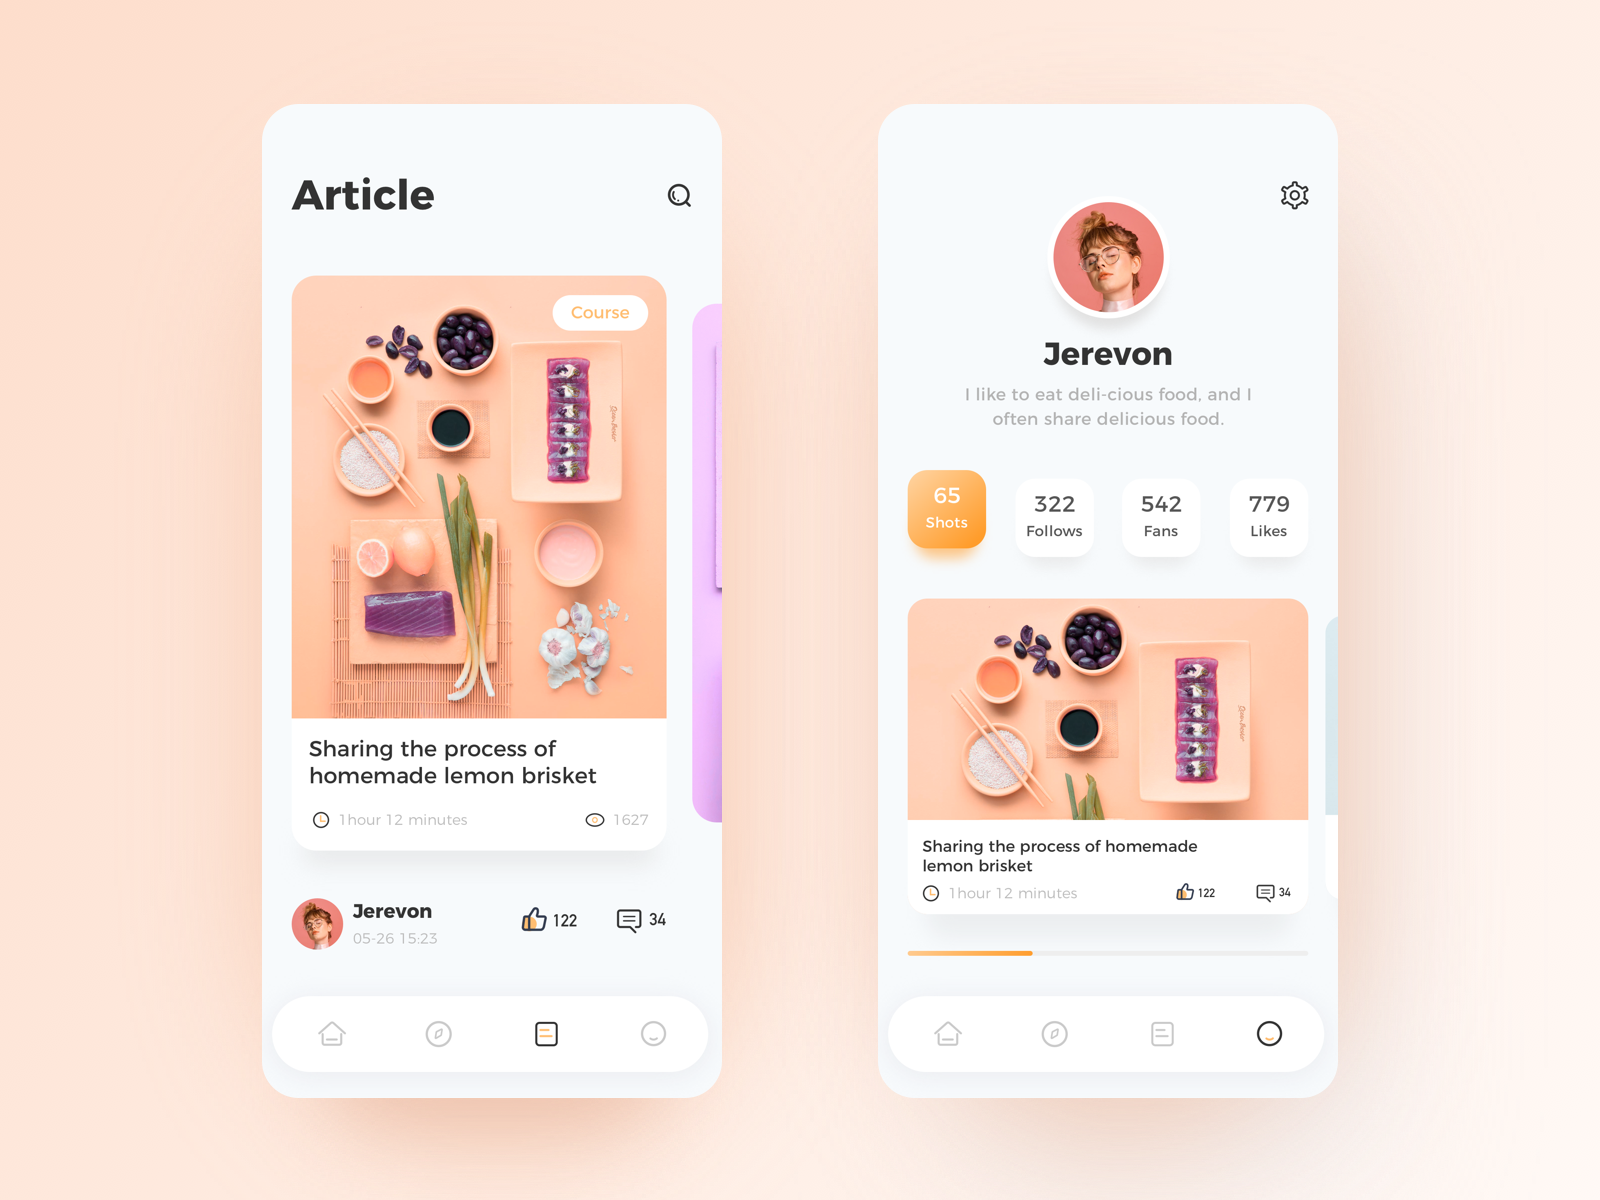 Article
Course
Sharing the process of
homemade lemon brisket
1hour 12 minutes
1627
Jerevon
05-26 15:23
122
34
Jerevon
I like to eat deli-cious food, and I
often share delicious food.
65
Shots
322
Follows
542
Fans
779
Likes
Sharing the process of homemade
lemon brisket
1hour 12 minutes
122
34